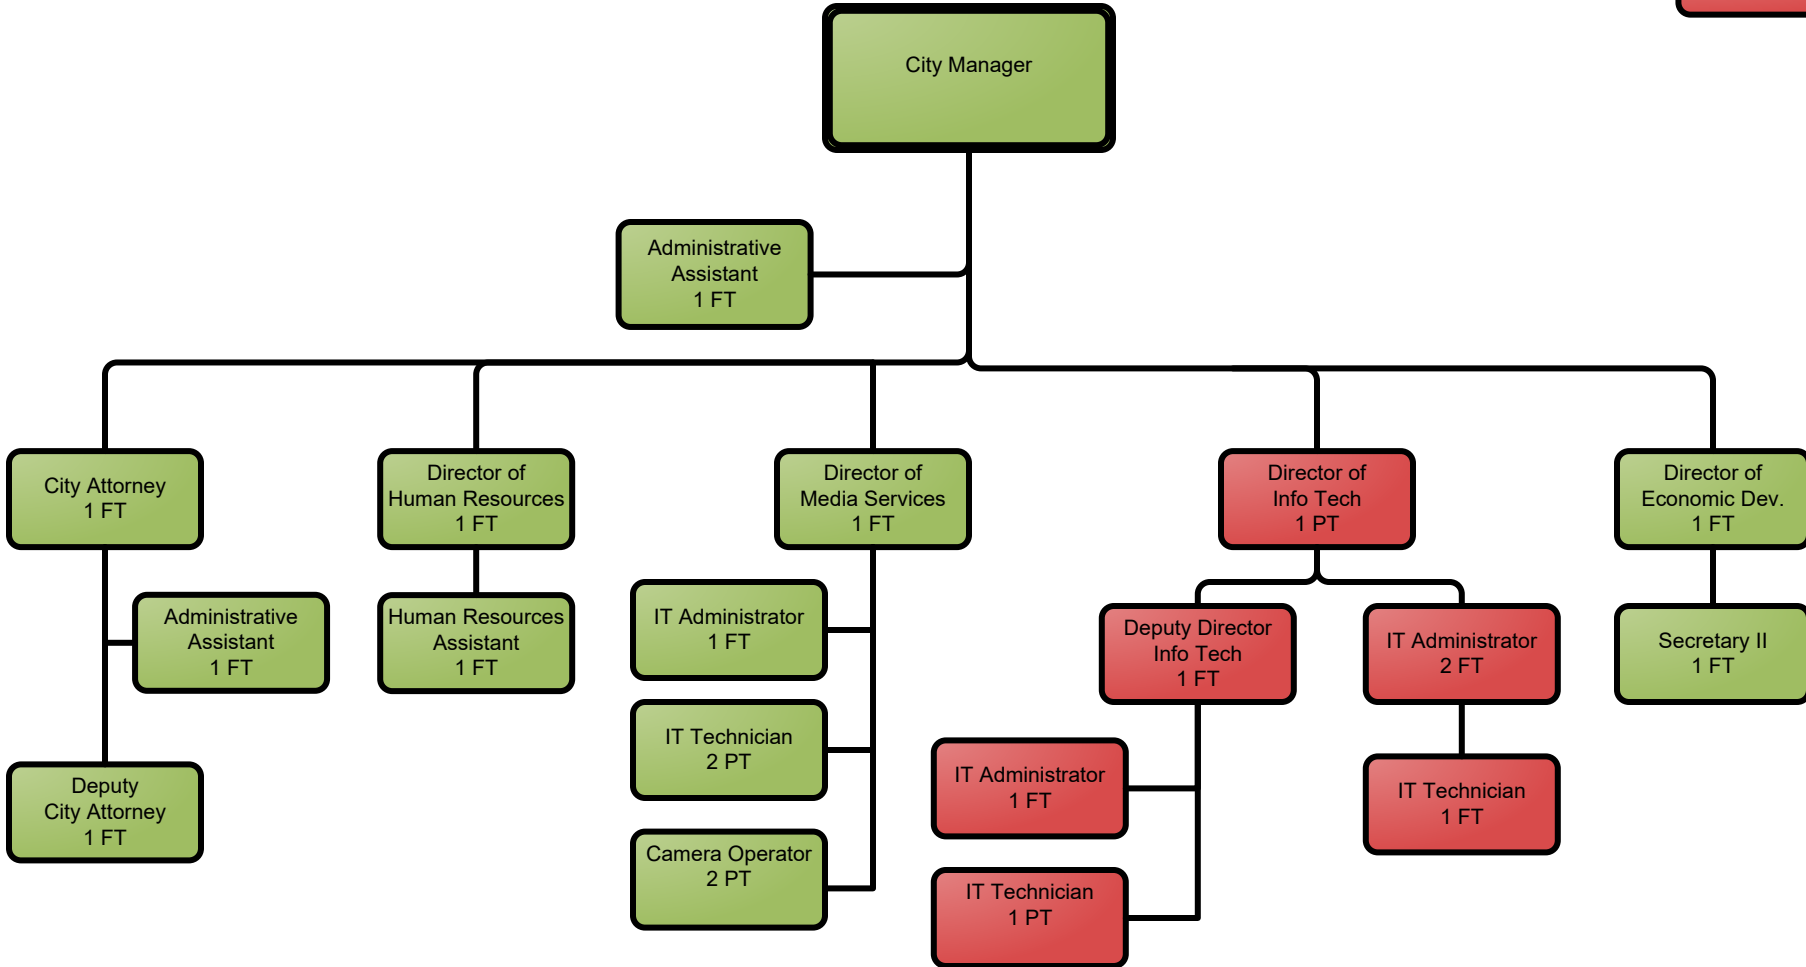 City Manager
Administrative
Assistant
1 FT
City Attorney
1 FT
Director of
Human Resources
1 FT
Director of
Media Services
1 FT
Director of
Info Tech
1 PT
Director of
Economic Dev.
1 FT
Administrative
Assistant
1 FT
Human Resources
Assistant
1 FT
IT Administrator
1 FT
Deputy Director
Info Tech
1 FT
IT Administrator
2 FT
Secretary II
1 FT
IT Technician
2 PT
IT Administrator
1 FT
IT Technician
1 FT
Deputy
City Attorney
1 FT
Camera Operator
2 PT
IT Technician
1 PT